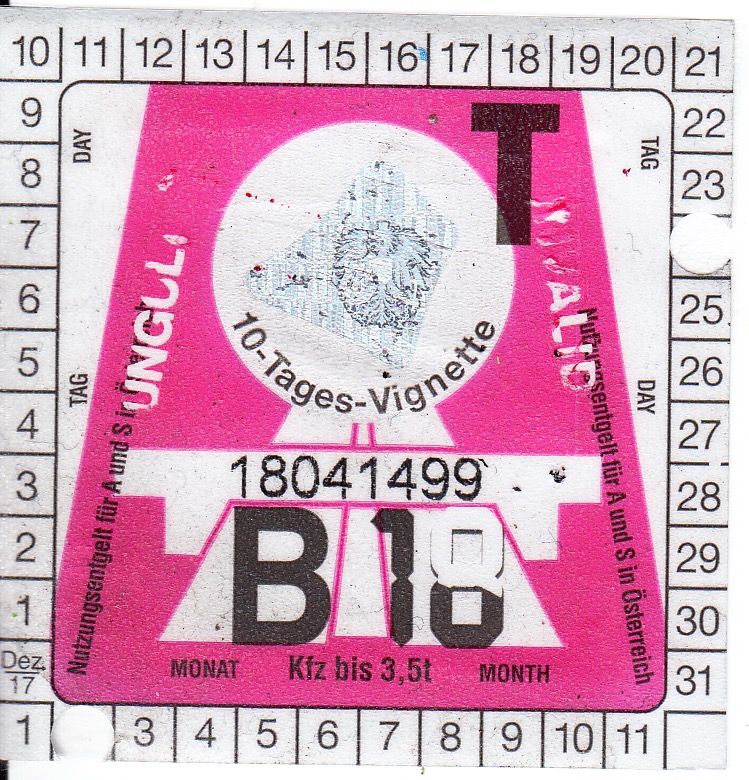 10 11 12 13 14 15 16 17 18 19 20 21
9
8
7
6
5
4
3
2
1
Dez.
17
1 3 4 5 6 7 8 9 10 11
22
23
25
26
27
28
29
30
31
DAY
TAG
TAG
DAY
T
10-Tages-Vignette
18041499
B 18
MONAT Kfz bis 3,5t MONTH
Nutzungsentgelt für A und S in
Nutzungsentgelt für A und S in Österreich